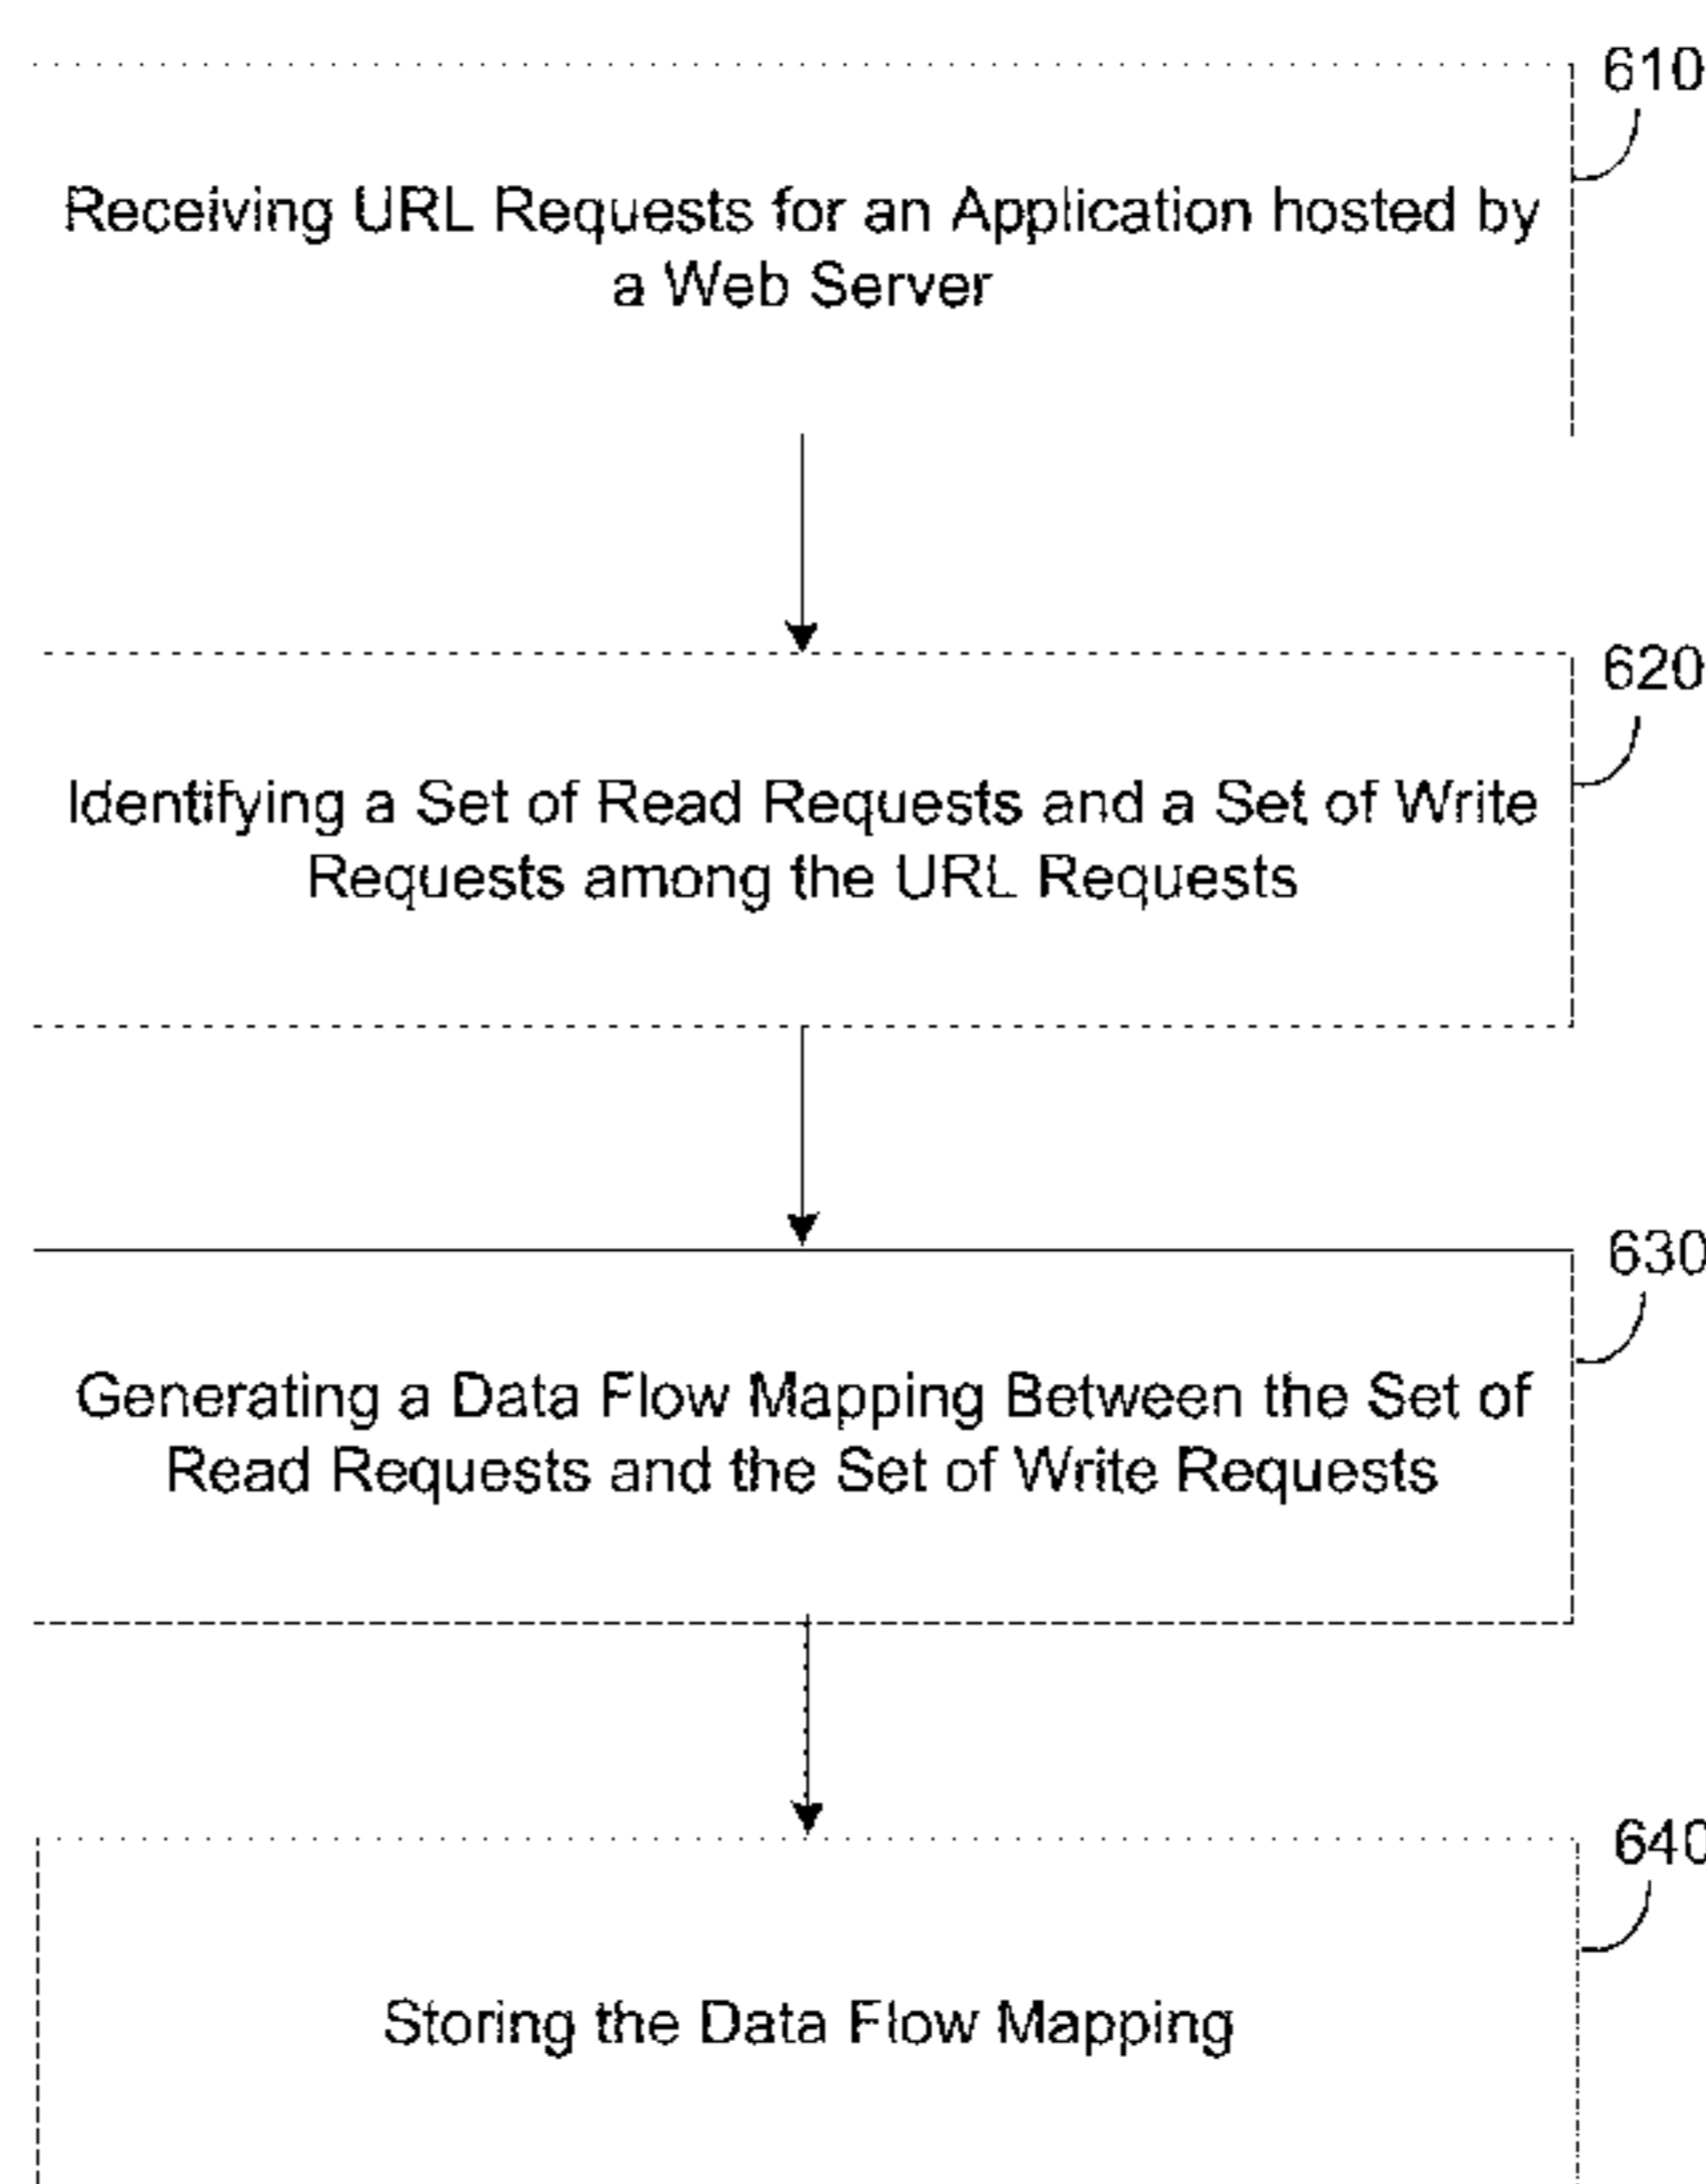 610
Receiving URL Requests for an Application hosted by
a Web Server
620
Identifying a Set of Read Requests and a Set of Write
Requests among the URL Requests
630
Generating a Data Flow Mapping Between the Set of
Read Requests and the Set of Write Requests
640
Storing the Data Flow Mapping